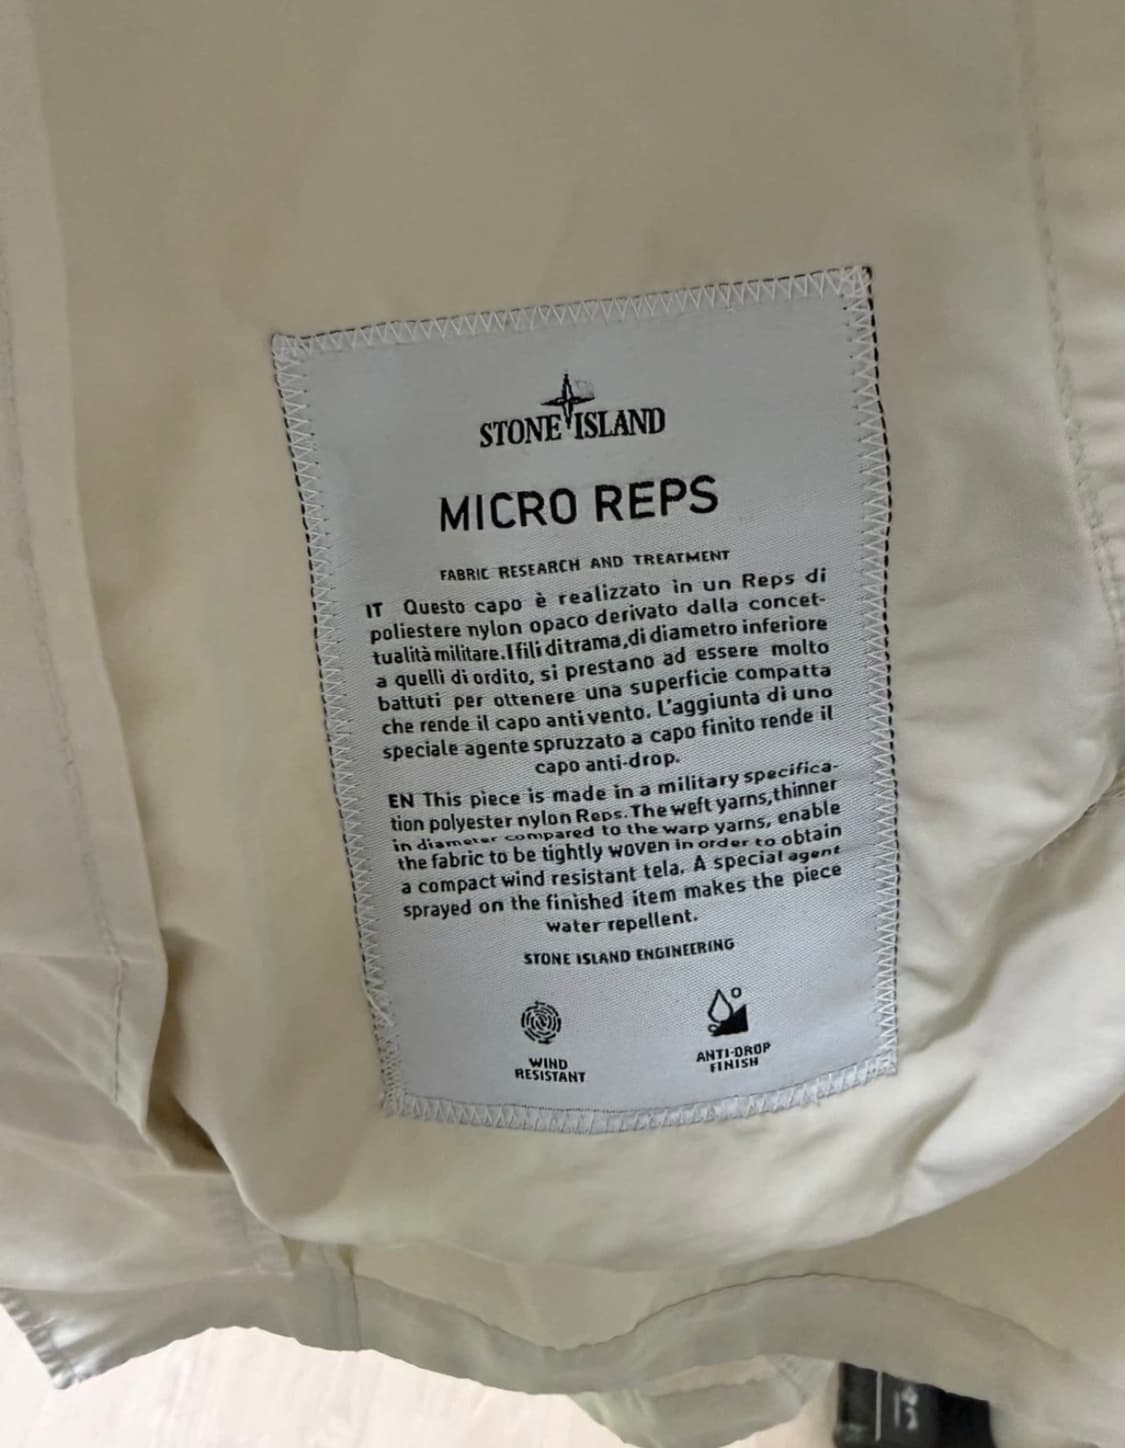 STONE ISLAND
MICRO REPS
FABRIC RESEARCH AND TREATMENT
IT Questo capo è realizzato in un Reps di
poliestere nylon opaco derivato dalla concet-
tualità militare. I fili di trama, di diametro inferiore
a quelli di ordito, si prestano ad essere molto
battuti per ottenere una superficie compatta
che rende il capo antivento. L'aggiunta di uno
speciale agente spruzzato a capo finito rende il
capo anti-drop.
EN This piece is made in a military specifica-
tion polyester nylon Reps. The weft yarns, thinner
in diameter compared to the warp yarns, enable
the fabric to be tightly woven in order to obtain
a compact wind resistant tela. A special agent
sprayed on the finished item makes the piece
water repellent.
STONE ISLAND ENGINEERING
WIND
RESISTANT
ANTI-DROP
FINISH